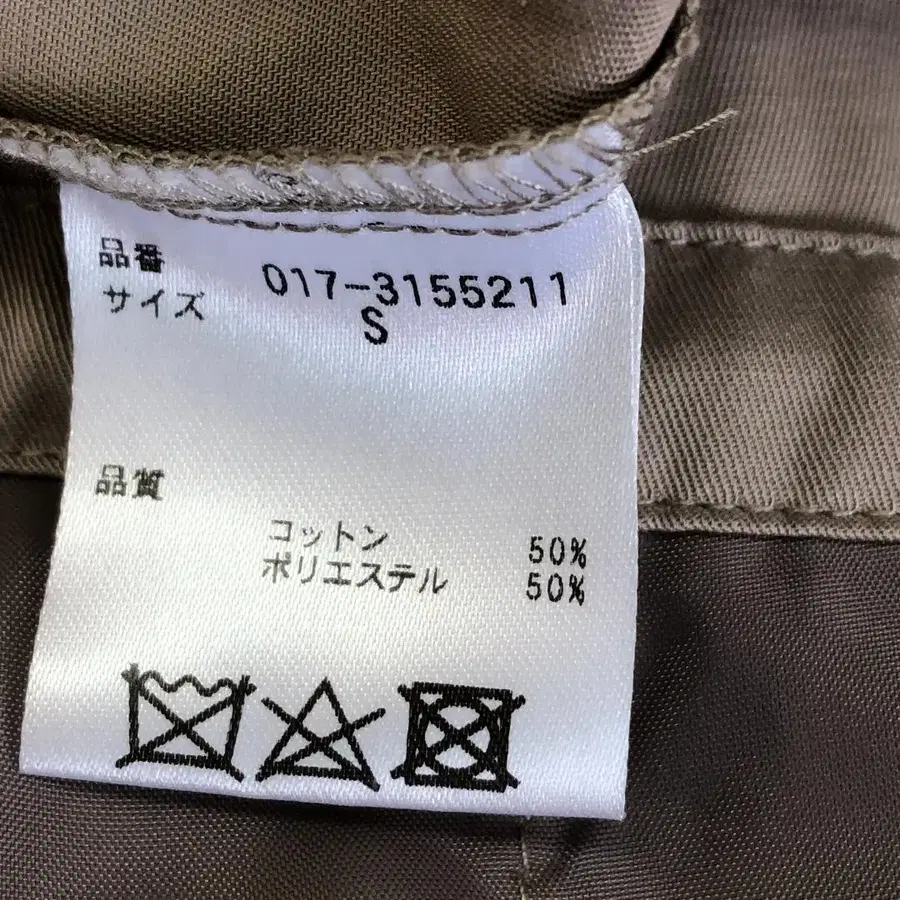 品番 017-3155211
サイズ S
品質
コットン 50%
ポリエステル 50%